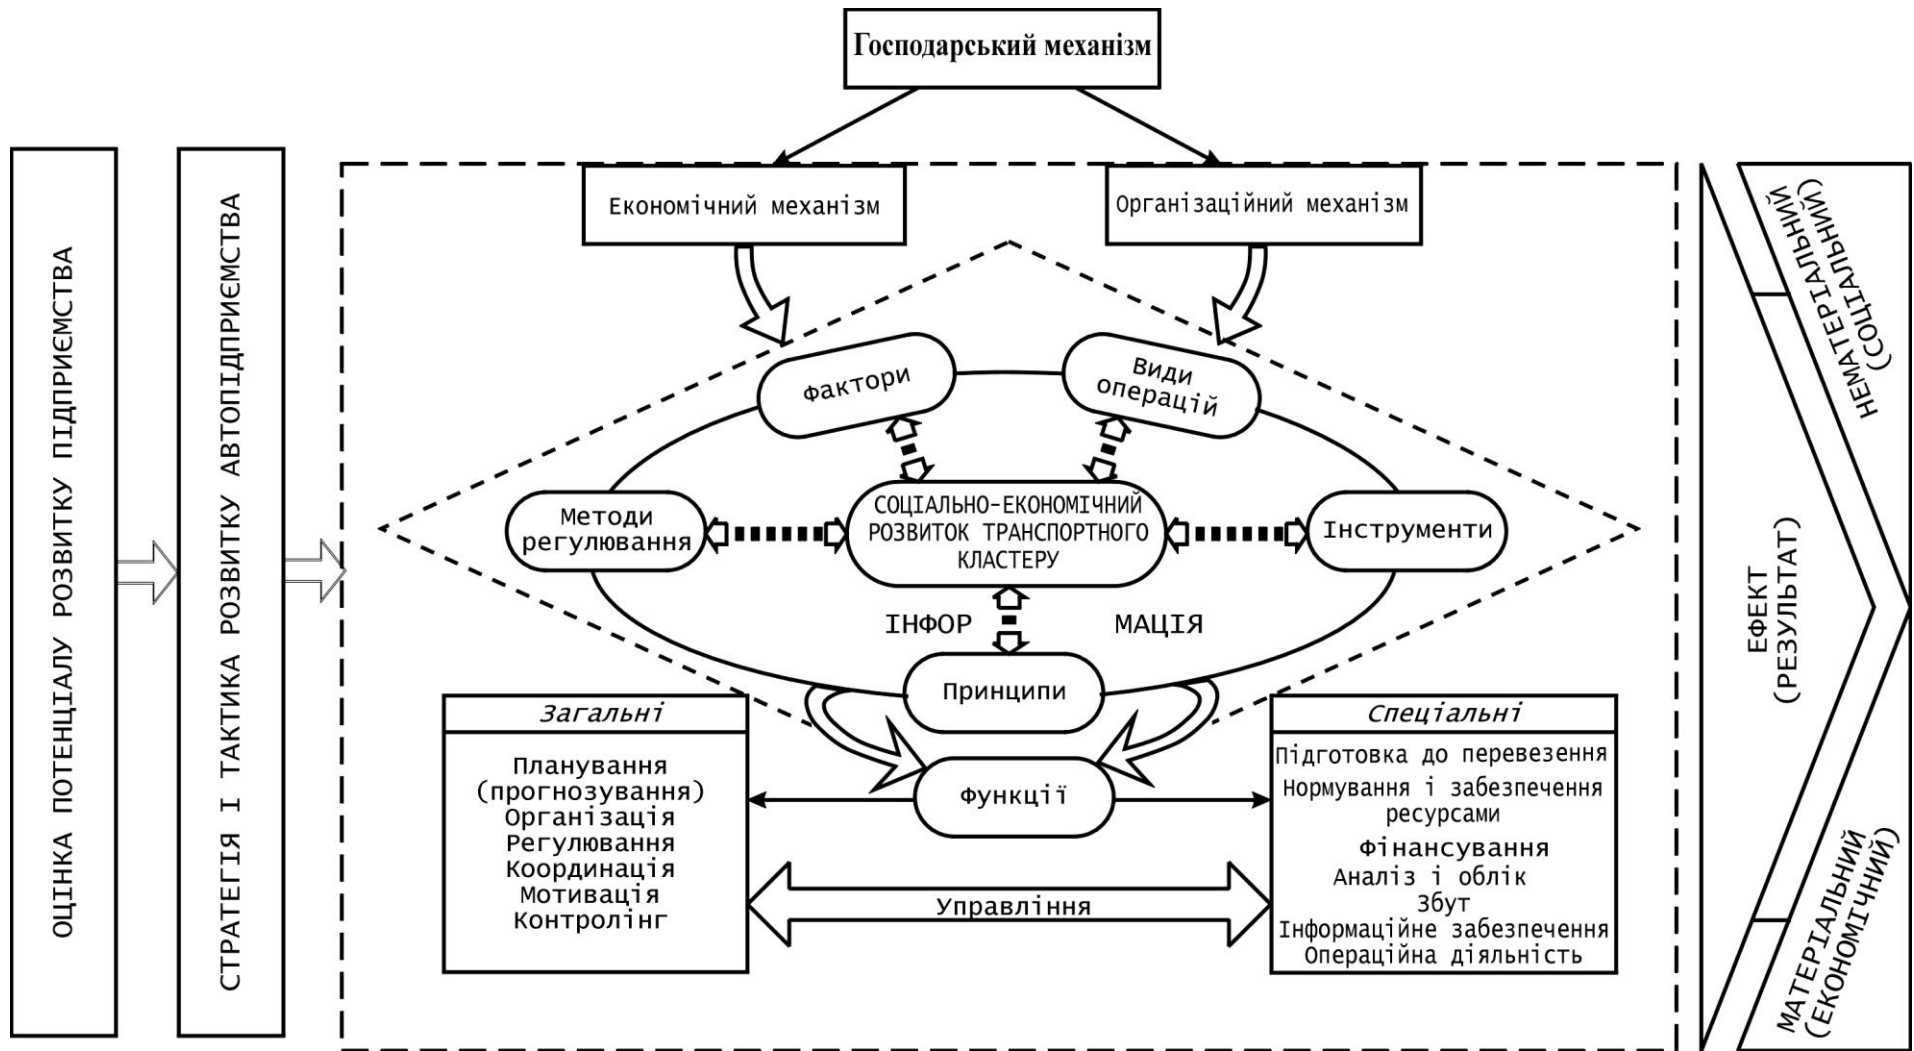 Господарський механізм
ОЦІНКА ПОТЕНЦІАЛУ РОЗВИТКУ ПІДПРИЄМСТВА
СТРАТЕГІЯ І ТАКТИКА РОЗВИТКУ АВТОПІДПРИЄМСТВА
Економічний механізм
Організаційний механізм
Фактори
Види
операцій
Методи
регулювання
СОЦІАЛЬНО-ЕКОНОМІЧНИЙ
РОЗВИТОК ТРАНСПОРТНОГО
КЛАСТЕРУ
Інструменти
ІНФОР МАЦІЯ
Принципи
Функції
Загальні
Планування
(прогнозування)
Організація
Регулювання
Координація
Мотивація
Контролінг
Управління
Спеціальні
Підготовка до перевезення
Нормування і забезпечення
ресурсами
Фінансування
Аналіз і облік
Збут
Інформаційне забезпечення
Операційна діяльність
ЕФЕКТ
(РЕЗУЛЬТАТ)
НЕМАТЕРІАЛЬНИЙ
(СОЦІАЛЬНИЙ)
МАТЕРІАЛЬНИЙ
(ЕКОНОМІЧНИЙ)